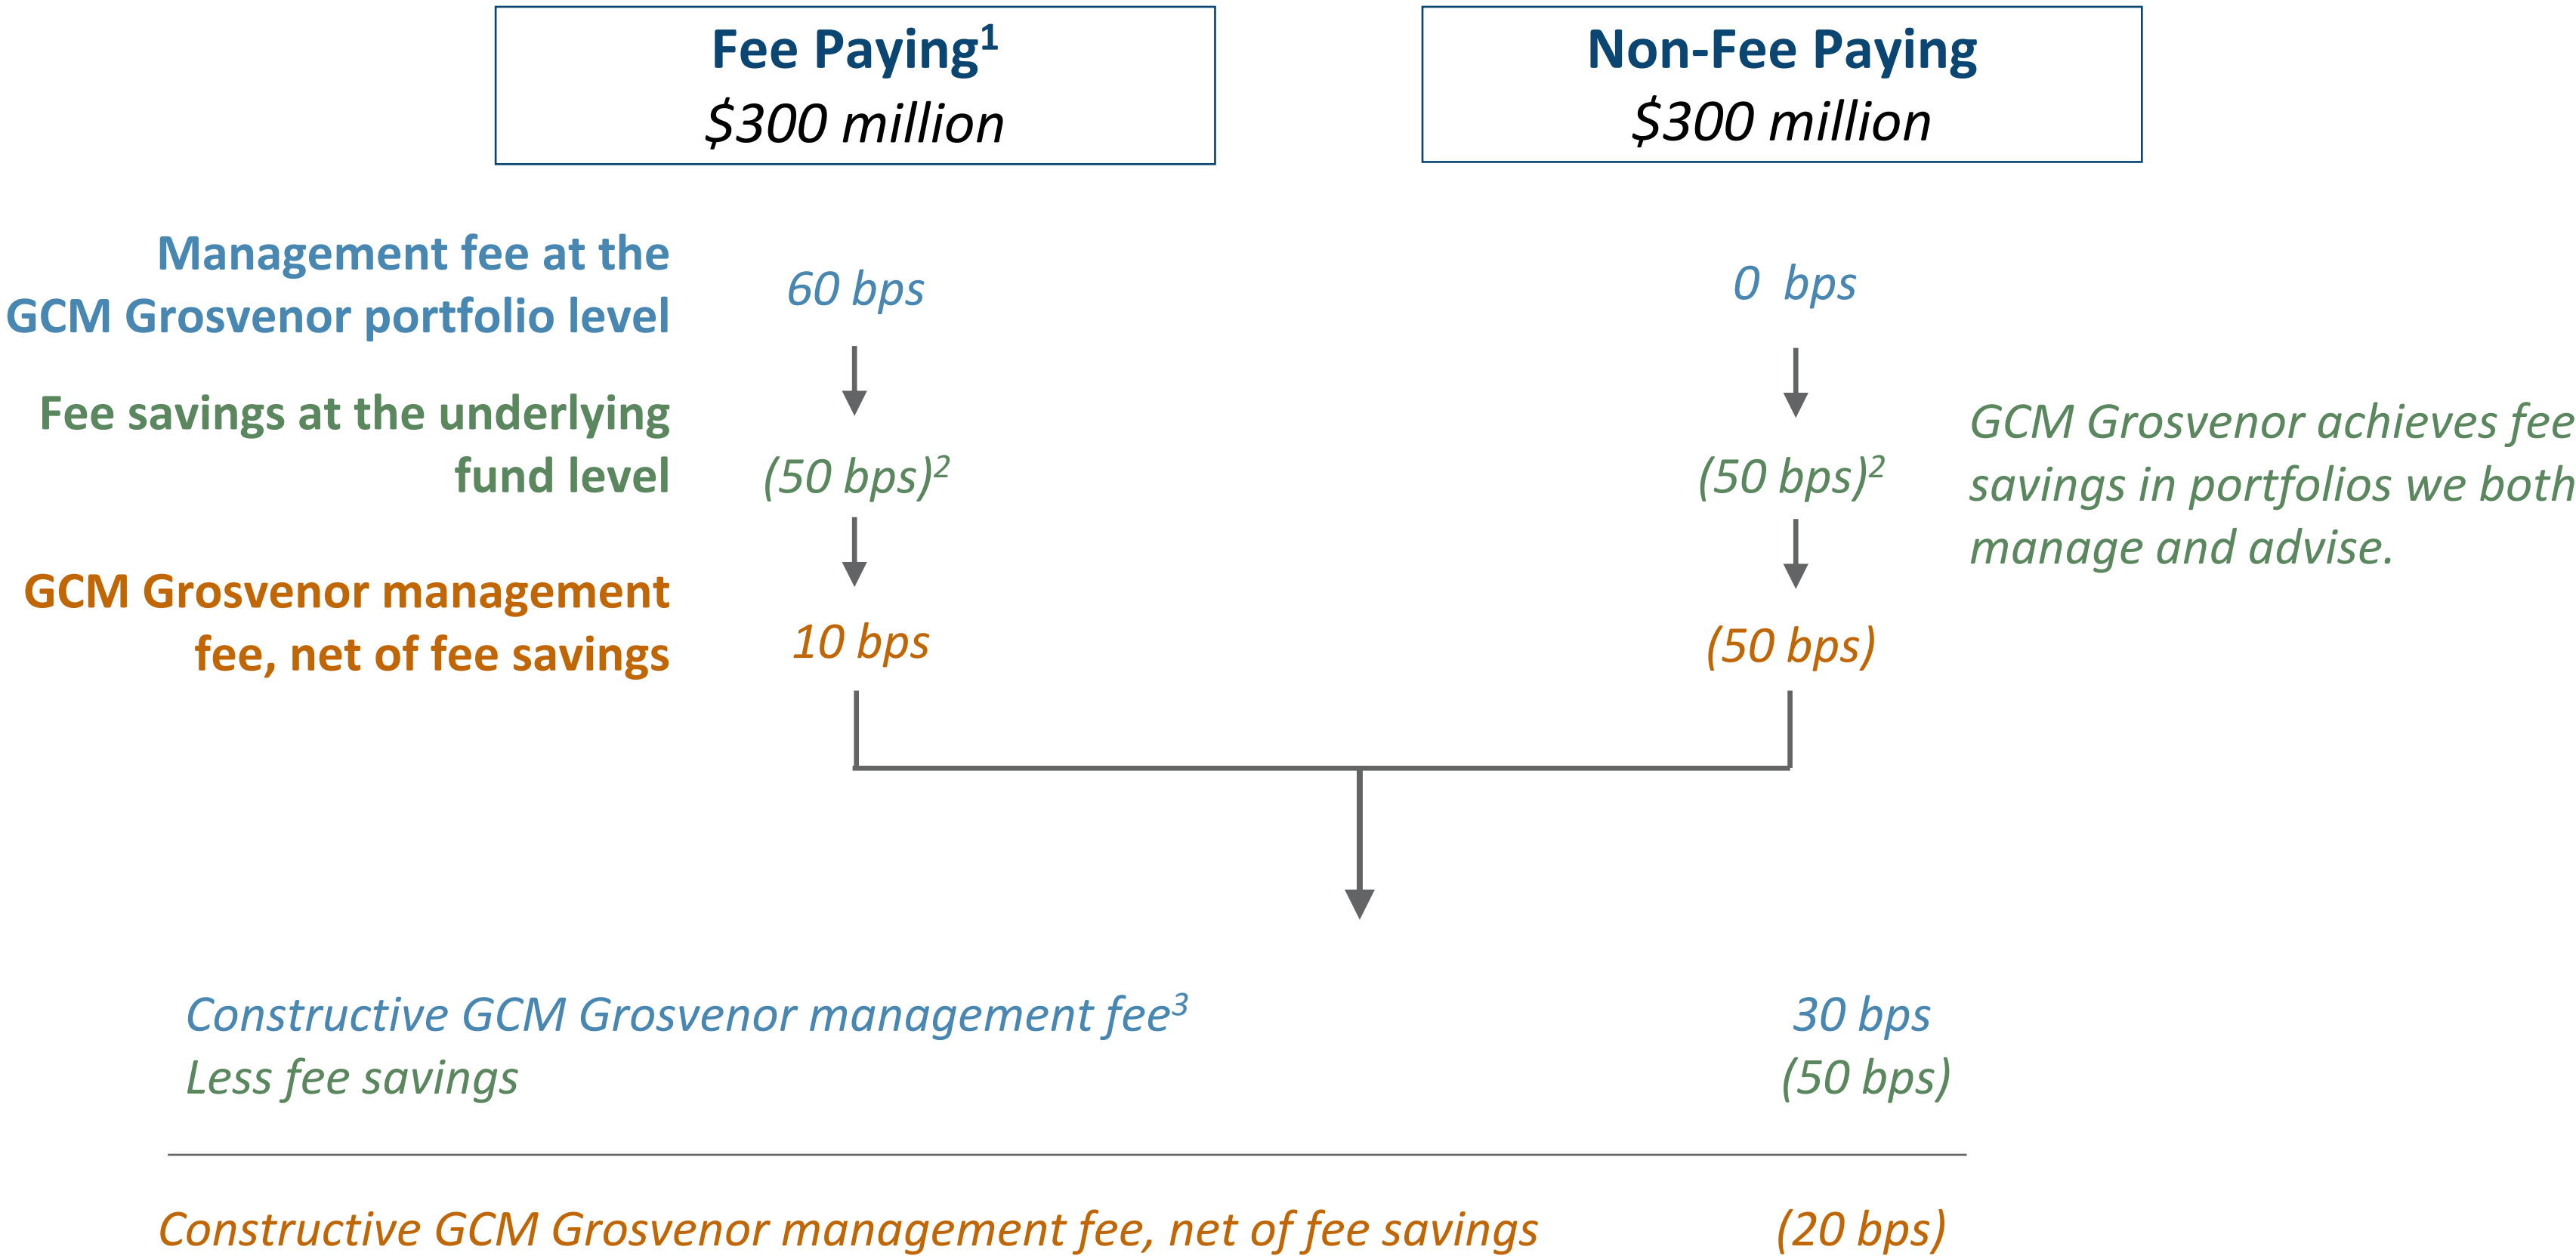 Fee Paying¹
$300 million
Non-Fee Paying
$300 million
Management fee at the
GCM Grosvenor portfolio level
60 bps
0 bps
Fee savings at the underlying
fund level
(50 bps)²
(50 bps)²
GCM Grosvenor achieves fee
savings in portfolios we both
manage and advise.
GCM Grosvenor management
fee, net of fee savings
10 bps
(50 bps)
Constructive GCM Grosvenor management fee³ 30 bps
Less fee savings (50 bps)
Constructive GCM Grosvenor management fee, net of fee savings (20 bps)